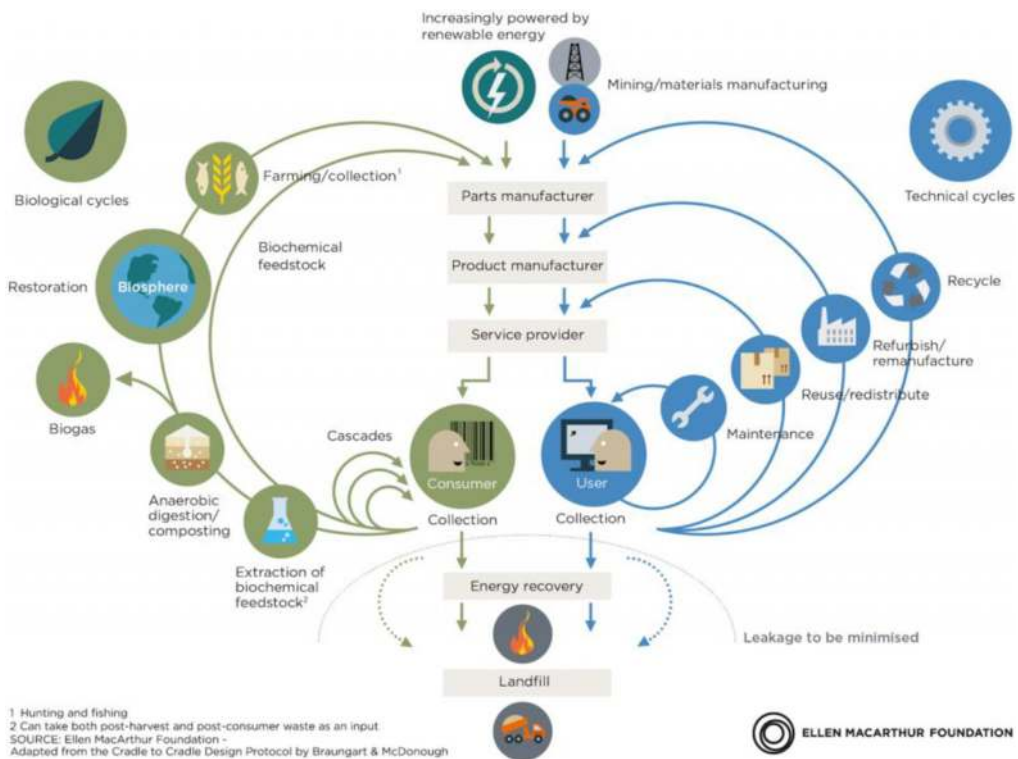 Increasingly powered by
renewable energy
Mining/materials manufacturing
Biological cycles
Farming/collection¹
Parts manufacturer
Technical cycles
Biochemical
feedstock
Product manufacturer
Restoration
Biosphere
Recycle
Service provider
Refurbish/
remanufacture
Biogas
Reuse/redistribute
Cascades
Maintenance
Consumer
User
Anaerobic
digestion/
composting
Collection
Collection
Extraction of
biochemical
feedstock²
Energy recovery
Leakage to be minimised
Landfill
1 Hunting and fishing
2 Can take both post-harvest and post-consumer waste as an input
SOURCE: Ellen MacArthur Foundation -
Adapted from the Cradle to Cradle Design Protocol by Braungart & McDonough
ELLEN MACARTHUR FOUNDATION